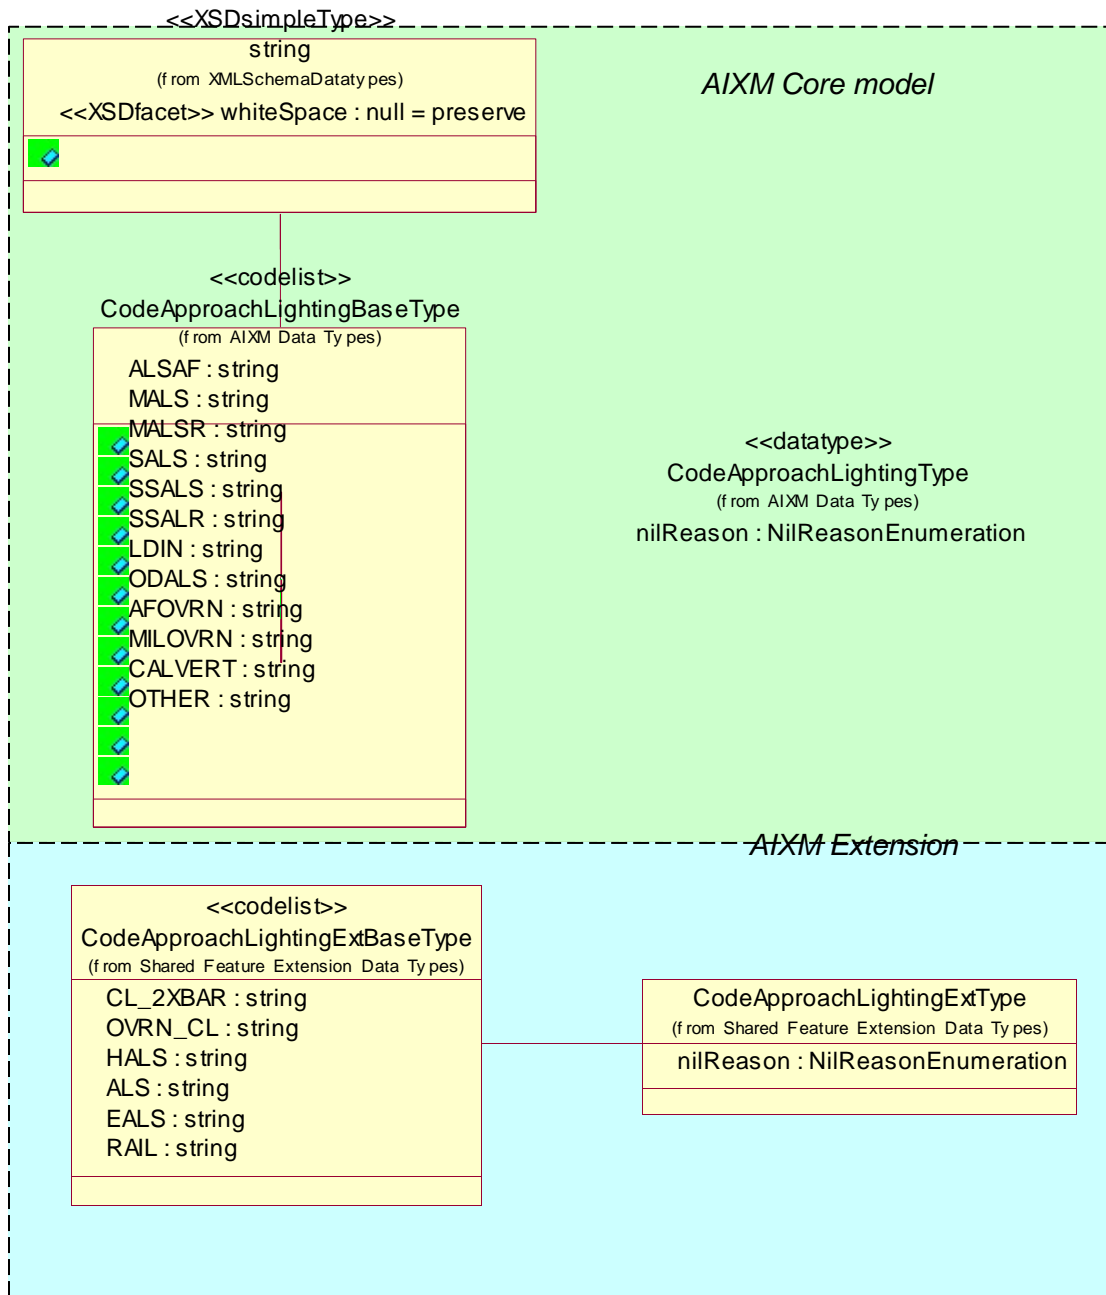 <<XSDsimpleType>>
string
(from XMLSchemaDatatypes)
<<XSDfacet>> whiteSpace : null = preserve
AIXM Core model
<<codelist>>
CodeApproachLightingBaseType
(from AIXM Data Types)
ALSAF : string
MALS : string
MALSR : string
SALS : string
SSALS : string
SSALR : string
LDIN : string
ODALS : string
AFOVRN : string
MILOVRN : string
CALVERT : string
OTHER : string
<<datatype>>
CodeApproachLightingType
(from AIXM Data Types)
nilReason : NilReasonEnumeration
AIXM Extension
<<codelist>>
CodeApproachLightingExtBaseType
(from Shared Feature Extension Data Types)
CL_2XBAR : string
OVRN_CL : string
HALS : string
ALS : string
EALS : string
RAIL : string
CodeApproachLightingExtType
(from Shared Feature Extension Data Types)
nilReason : NilReasonEnumeration